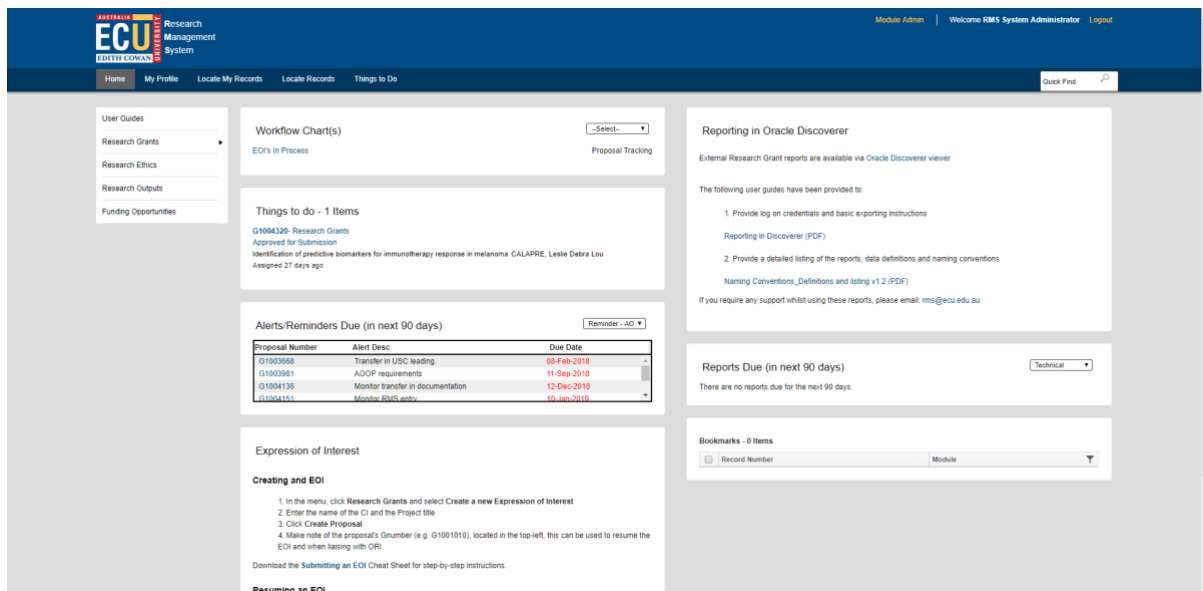 AUSTRALIA
ECU
EDITH COWAN
UNIVERSITY
Research
Management
System
Module Admin
Welcome RMS System Administrator Logout
Home My Profile Locate My Records Locate Records Things to Do
Quick Find
User Guides
Research Grants
Research Ethics
Research Outputs
Funding Opportunities
Workflow Chart(s)
--Select--
EOI's In Process
Proposal Tracking
Things to do - 1 Items
G1004320- Research Grants
Approved for Submission
Identification of predictive biomarkers for immunotherapy response in melanoma CALAPRE, Leslie Debra Lou
Assigned 27 days ago
Alerts/Reminders Due (in next 90 days)
Reminder - AO
Proposal Number Alert Desc Due Date
G1003668 Transfer in USC leading. 08-Feb-2018
G1003981 AOOP requirements 11-Sep-2018
G1004136 Monitor transfer in documentation 12-Dec-2018
G1004151 Monitor RMS entry 10-Jan-2019
Expression of Interest
Creating and EOI
1. In the menu, click Research Grants and select Create a new Expression of Interest
2. Enter the name of the CI and the Project title
3. Click Create Proposal
4. Make note of the proposal's Gnumber (e.g. G1001010), located in the top-left, this can be used to resume the
EOI and when liaising with ORI.
Download the Submitting an EOI Cheat Sheet for step-by-step instructions.
Resuming an EOI
Reporting in Oracle Discoverer
External Research Grant reports are available via Oracle Discoverer viewer
The following user guides have been provided to:
1. Provide log on credentials and basic exporting instructions
Reporting in Discoverer (PDF)
2. Provide a detailed listing of the reports, data definitions and naming conventions
Naming Conventions_Definitions and listing v1.2 (PDF)
If you require any support whilst using these reports, please email: rms@ecu.edu.au
Reports Due (in next 90 days)
Technical
There are no reports due for the next 90 days.
Bookmarks - 0 Items
Record Number Module